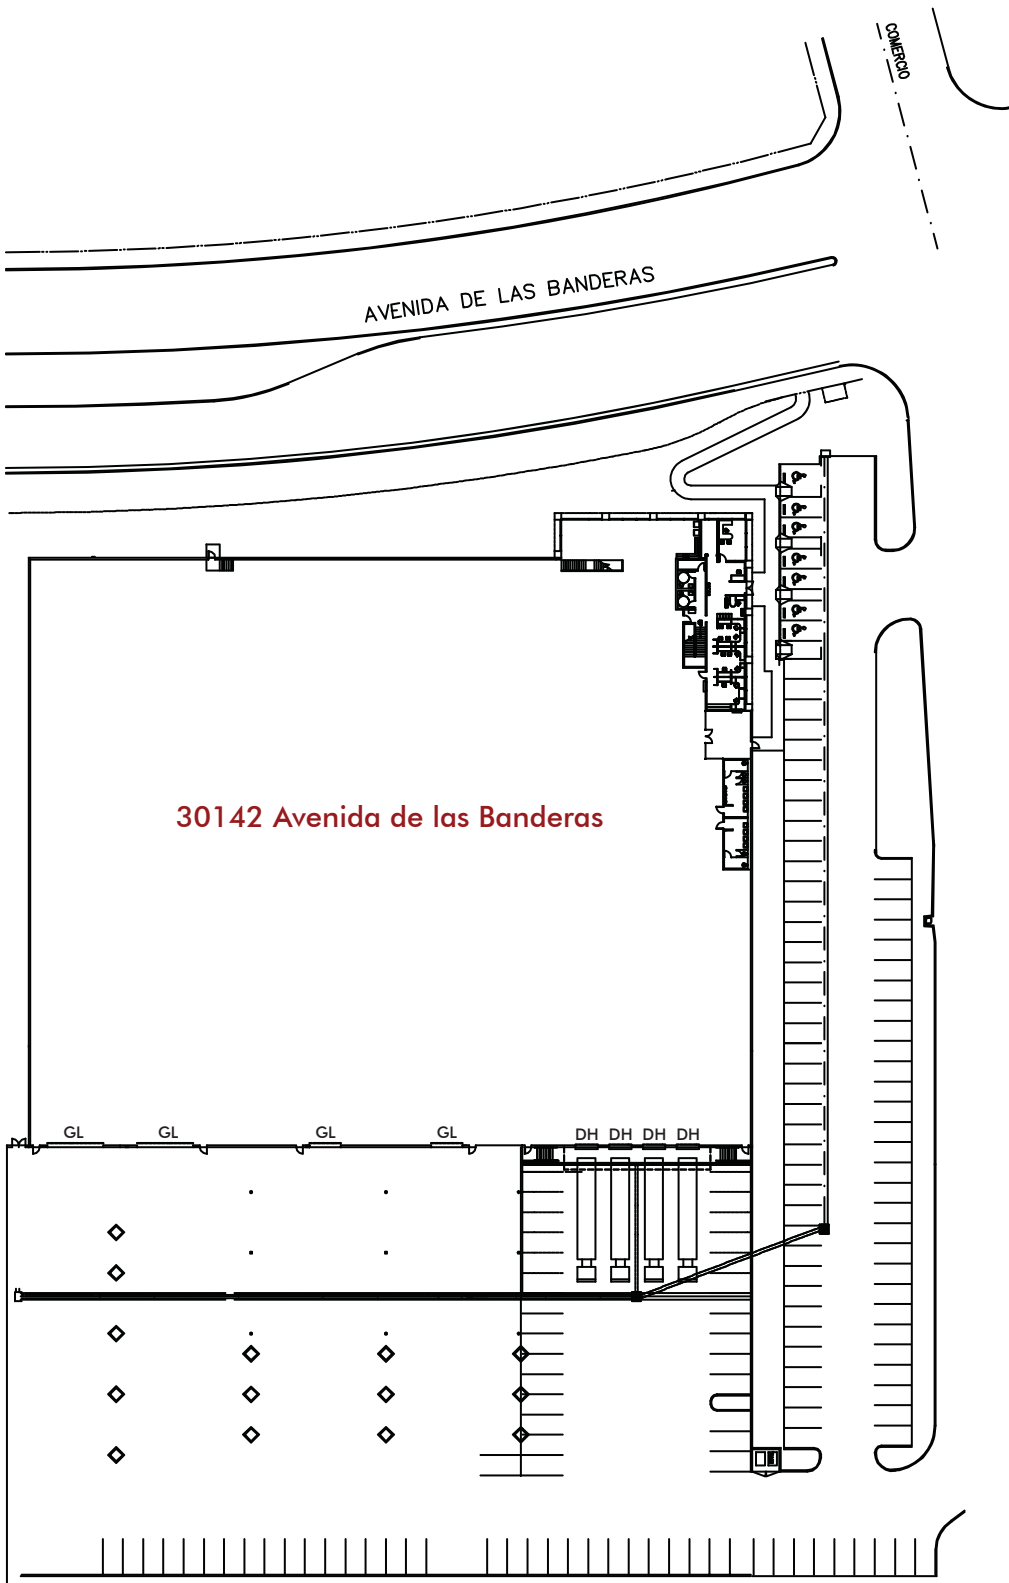 COMERCIO
AVENIDA DE LAS BANDERAS
30142 Avenida de las Banderas
GL GL GL GL DH DH DH DH